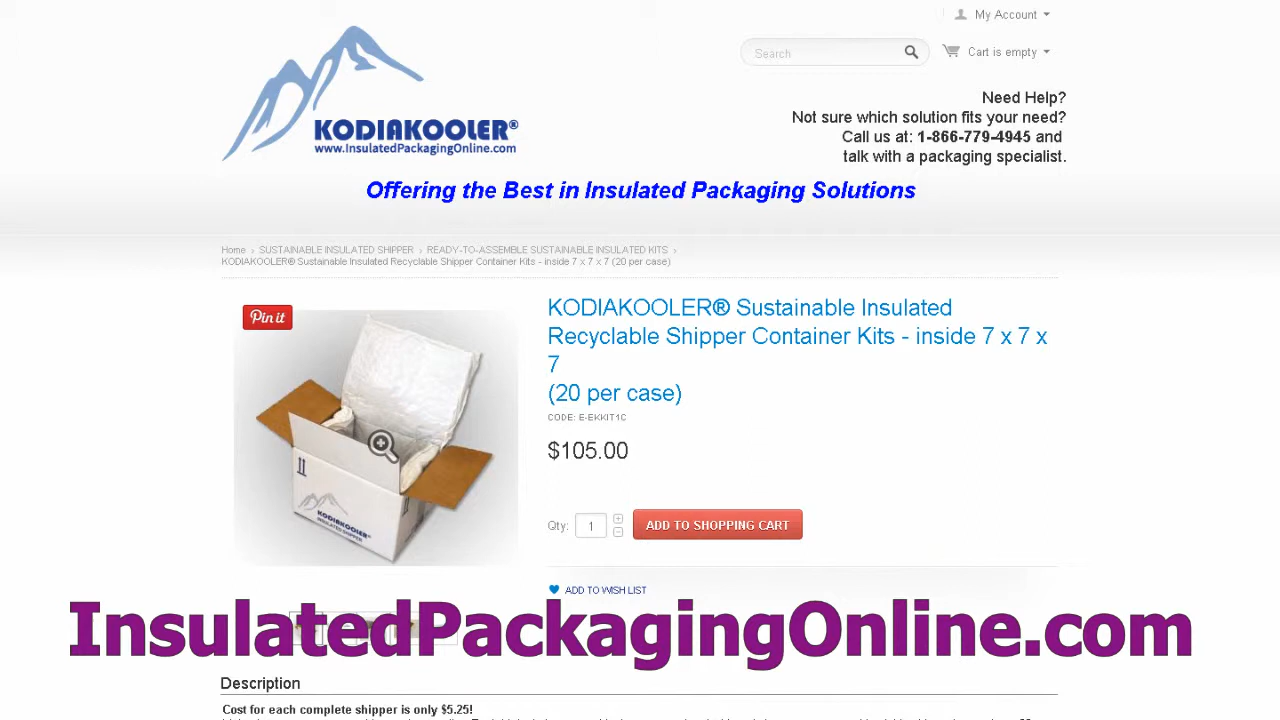 My Account
Search
Cart is empty
KODIAKOOLER®
www.InsulatedPackagingOnline.com
Need Help?
Not sure which solution fits your need?
Call us at: 1-866-779-4945 and
talk with a packaging specialist.
Offering the Best in Insulated Packaging Solutions
Home › SUSTAINABLE INSULATED SHIPPER › READY-TO-ASSEMBLE SUSTAINABLE INSULATED KITS ›
KODIAKOOLER® Sustainable Insulated Recyclable Shipper Container Kits - inside 7 x 7 x 7 (20 per case)
Pin it
KODIAKOOLER®
INSULATED SHIPPER
KODIAKOOLER® Sustainable Insulated
Recyclable Shipper Container Kits - inside 7 x 7 x
7
(20 per case)
CODE: E-EKKIT1C
$105.00
Qty: 1 + - ADD TO SHOPPING CART
ADD TO WISH LIST
InsulatedPackagingOnline.com
Description
Cost for each complete shipper is only $5.25!